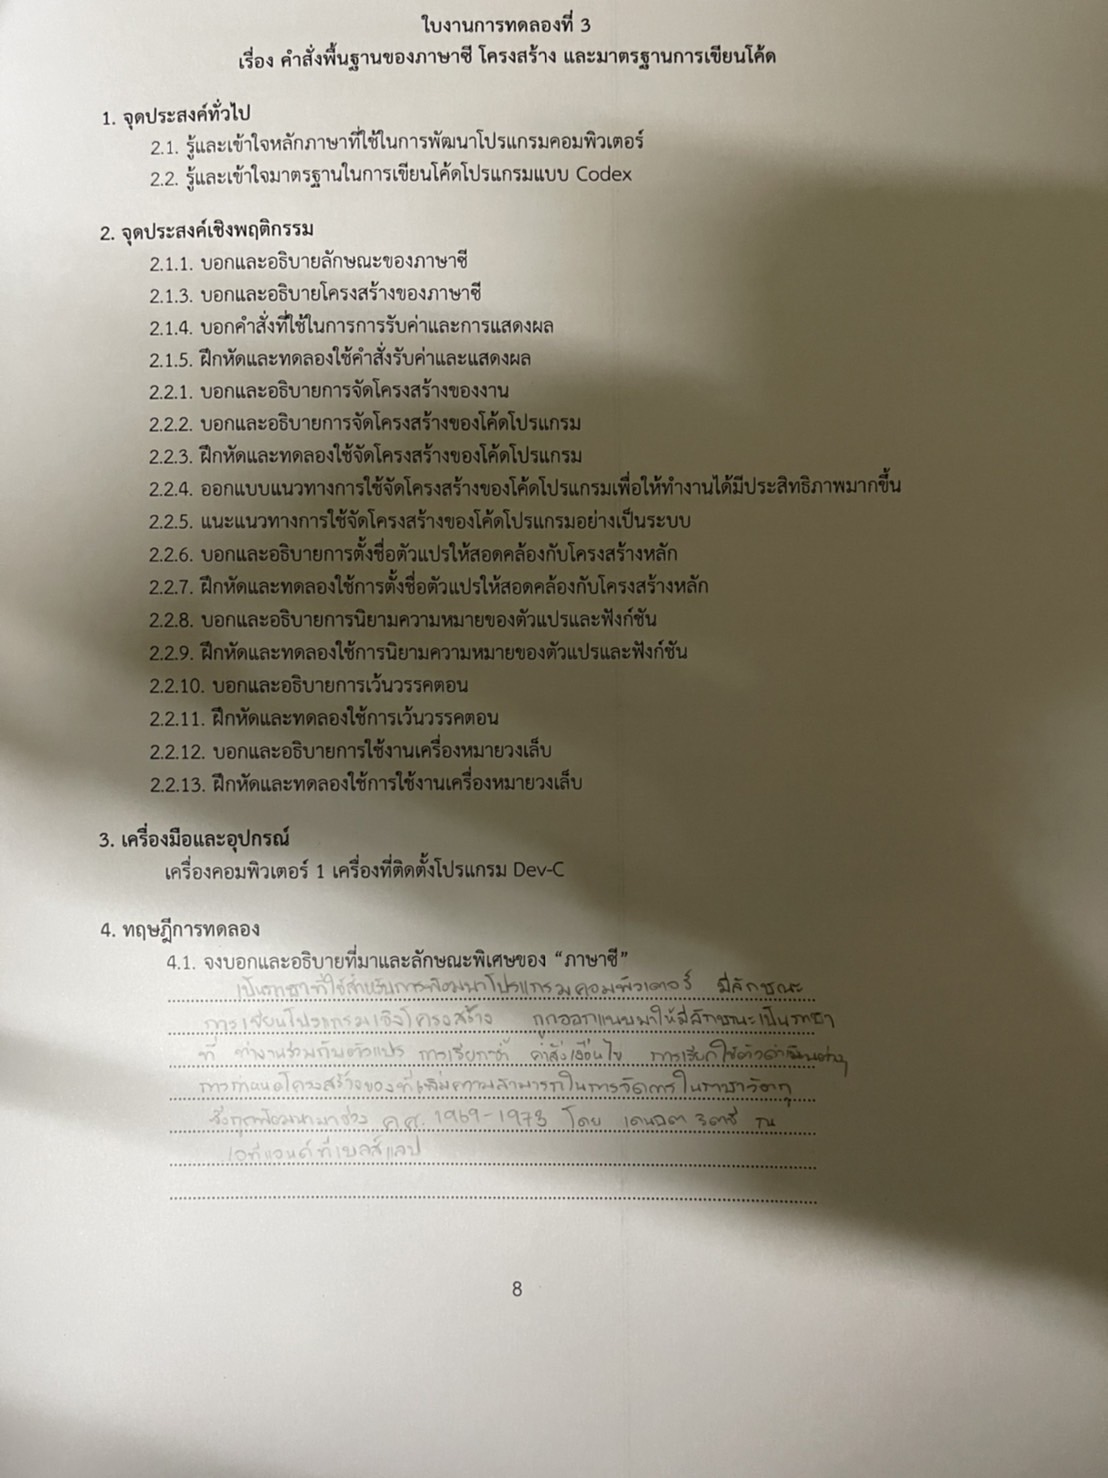 ใบงานการทดลองที่ 3
เรื่อง คำสั่งพื้นฐานของภาษาซี โครงสร้าง และมาตรฐานการเขียนโค้ด
1. จุดประสงค์ทั่วไป
2.1. รู้และเข้าใจหลักภาษาที่ใช้ในการพัฒนาโปรแกรมคอมพิวเตอร์
2.2. รู้และเข้าใจมาตรฐานในการเขียนโค้ดโปรแกรมแบบ Codex
2. จุดประสงค์เชิงพฤติกรรม
2.1.1. บอกและอธิบายลักษณะของภาษาซี
2.1.3. บอกและอธิบายโครงสร้างของภาษาซี
2.1.4. บอกคำสั่งที่ใช้ในการการรับค่าและการแสดงผล
2.1.5. ฝึกหัดและทดลองใช้คำสั่งรับค่าและแสดงผล
2.2.1. บอกและอธิบายการจัดโครงสร้างของงาน
2.2.2. บอกและอธิบายการจัดโครงสร้างของโค้ดโปรแกรม
2.2.3. ฝึกหัดและทดลองใช้จัดโครงสร้างของโค้ดโปรแกรม
2.2.4. ออกแบบแนวทางการใช้จัดโครงสร้างของโค้ดโปรแกรมเพื่อให้ทำงานได้มีประสิทธิภาพมากขึ้น
2.2.5. แนะแนวทางการใช้จัดโครงสร้างของโค้ดโปรแกรมอย่างเป็นระบบ
2.2.6. บอกและอธิบายการตั้งชื่อตัวแปรให้สอดคล้องกับโครงสร้างหลัก
2.2.7. ฝึกหัดและทดลองใช้การตั้งชื่อตัวแปรให้สอดคล้องกับโครงสร้างหลัก
2.2.8. บอกและอธิบายการนิยามความหมายของตัวแปรและฟังก์ชัน
2.2.9. ฝึกหัดและทดลองใช้การนิยามความหมายของตัวแปรและฟังก์ชัน
2.2.10. บอกและอธิบายการเว้นวรรคตอน
2.2.11. ฝึกหัดและทดลองใช้การเว้นวรรคตอน
2.2.12. บอกและอธิบายการใช้งานเครื่องหมายวงเล็บ
2.2.13. ฝึกหัดและทดลองใช้การใช้งานเครื่องหมายวงเล็บ
3. เครื่องมือและอุปกรณ์
เครื่องคอมพิวเตอร์ 1 เครื่องที่ติดตั้งโปรแกรม Dev-C
4. ทฤษฎีการทดลอง
4.1. จงบอกและอธิบายที่มาและลักษณะพิเศษของ “ภาษาซี”
เป็นภาษาที่ใช้สำหรับการพัฒนาโปรแกรมคอมพิวเตอร์ มีลักษณะ
การเขียนโปรแกรมเชิงโครงสร้าง ถูกออกแบบมาให้มีลักษณะเป็นภาษา
ที่ ทำงานร่วมกับตัวแปร การเรียกซ้ำ คำสั่งเงื่อนไข การเรียกใช้ตัวดำเนินต่างๆ
การกำหนดโครงสร้างของที่เพิ่มความสามารถในการจัดการในภาษาวัตถุ
ซึ่งถูกพัฒนามาช่วง ค.ศ. 1969-1973 โดย เดนนิส ริตชี่ ณ
เอทีแอนด์ทีเบลล์แลป
8